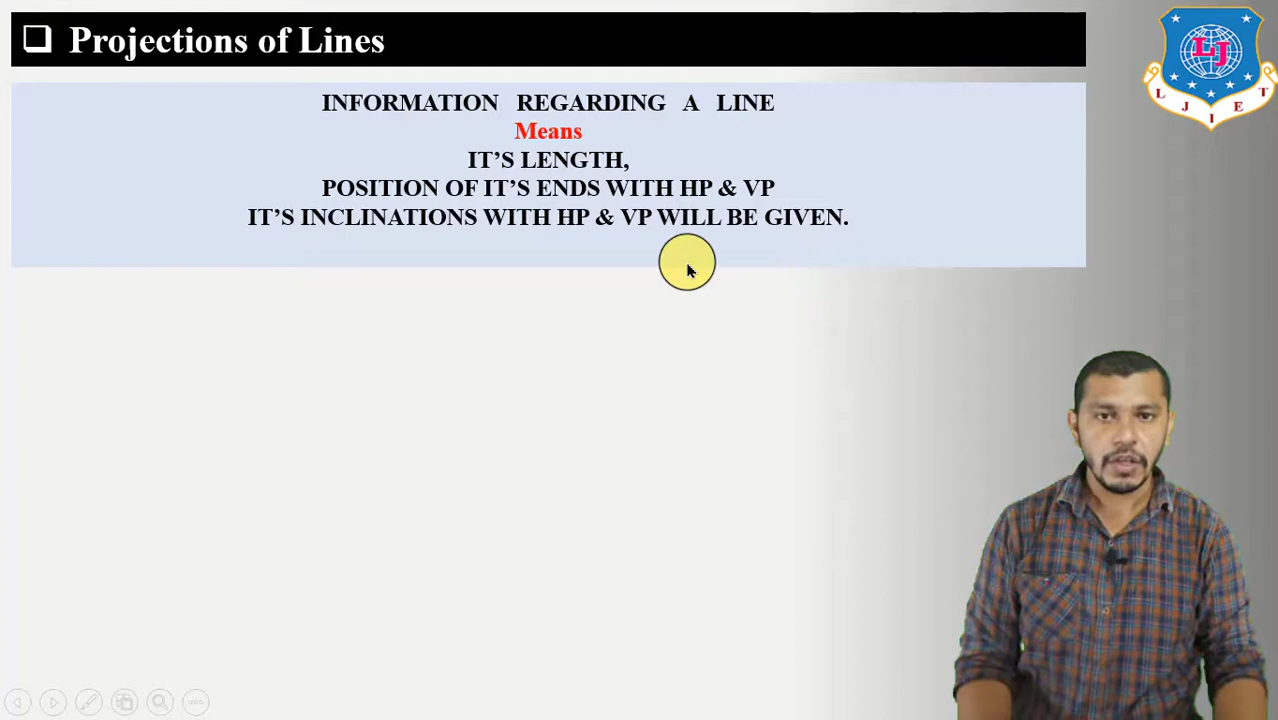 ❑ Projections of Lines
INFORMATION REGARDING A LINE
Means
IT’S LENGTH,
POSITION OF IT’S ENDS WITH HP & VP
IT’S INCLINATIONS WITH HP & VP WILL BE GIVEN.
LJ
L J I E T